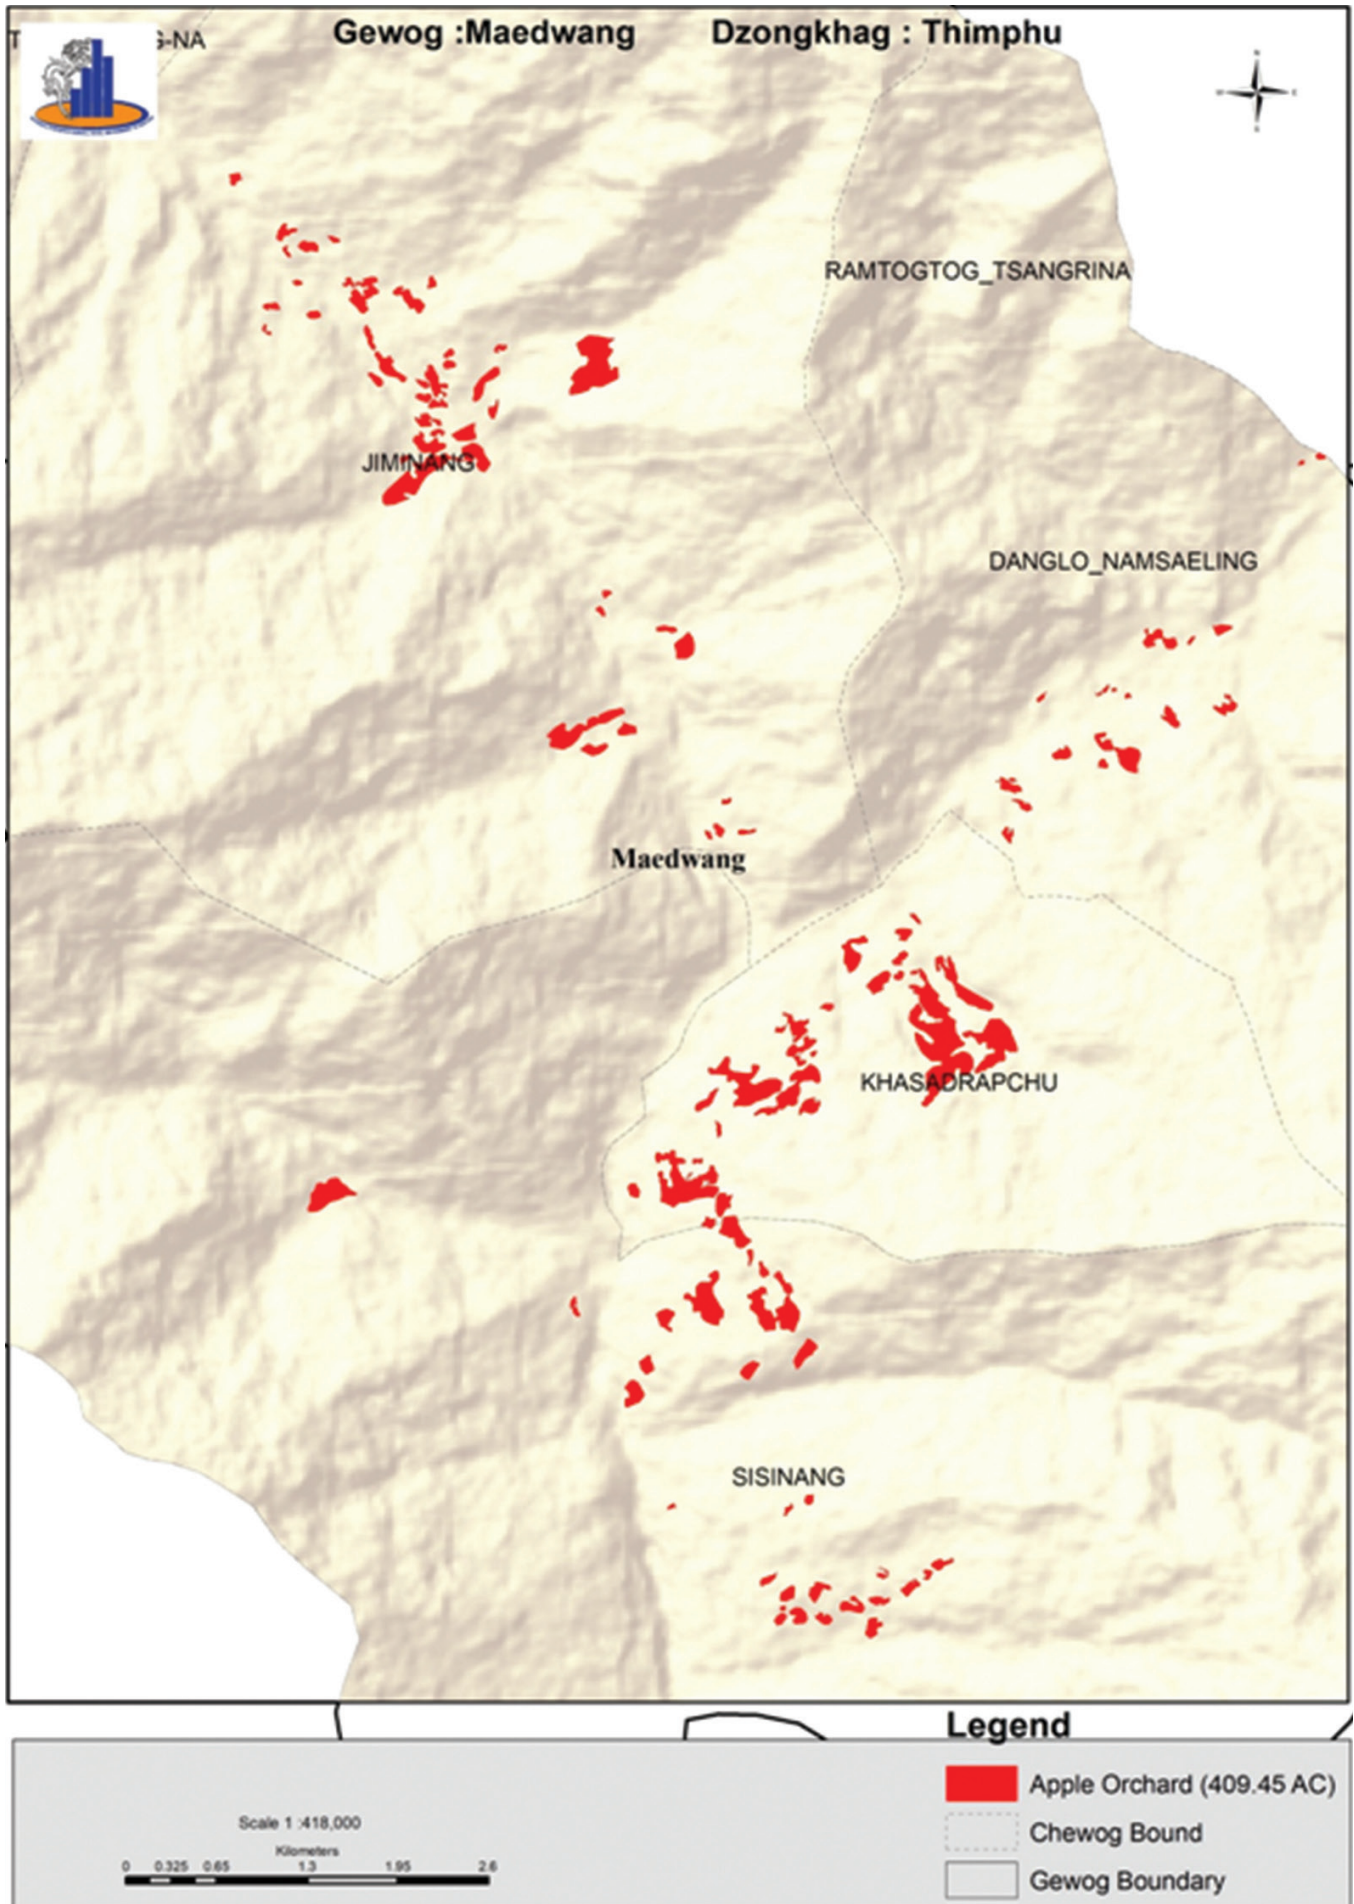 Gewog :Maedwang Dzongkhag : Thimphu
G-NA
RAMTOGTOG_TSANGRINA
JIMINANG
DANGLO_NAMSAELING
Maedwang
KHASADRAPCHU
SISINANG
Legend
Apple Orchard (409.45 AC)
Chewog Bound
Gewog Boundary
Scale 1 :418,000
Kilometers
0 0.325 0.65 1.3 1.95 2.6